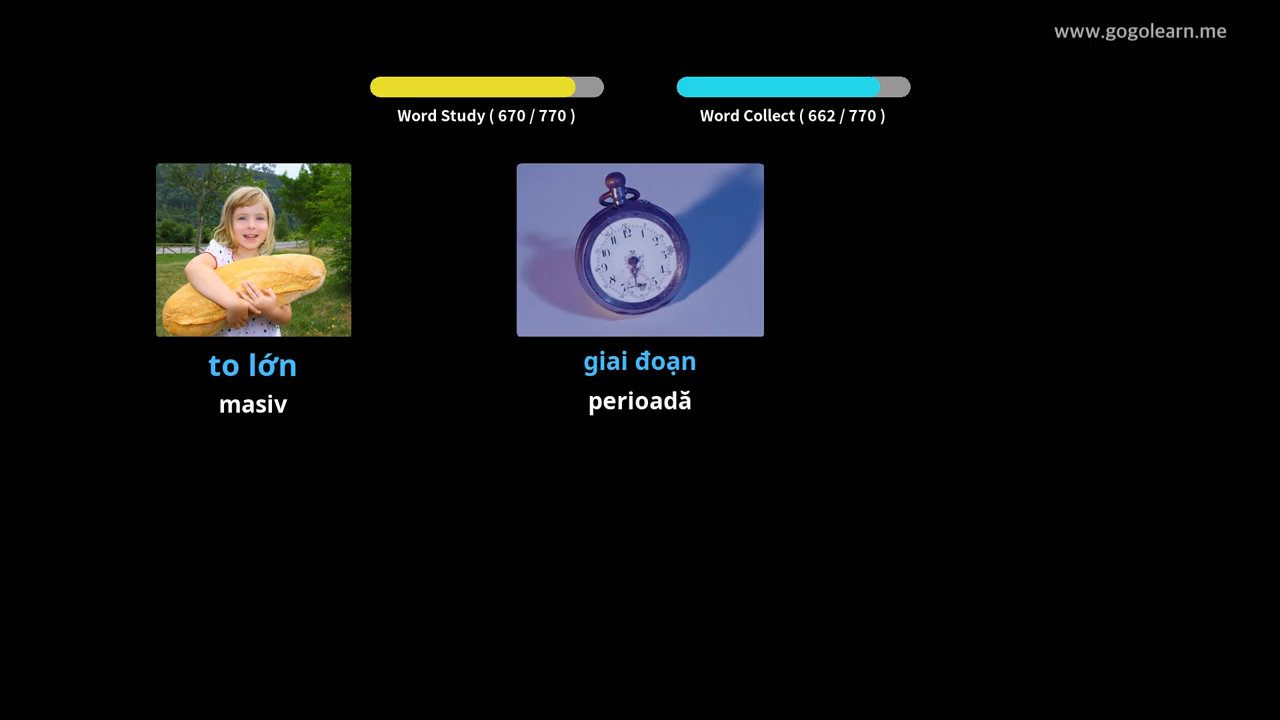 www.gogolearn.me
Word Study ( 670 / 770 )
Word Collect ( 662 / 770 )
to lớn
masiv
giai đoạn
perioadă